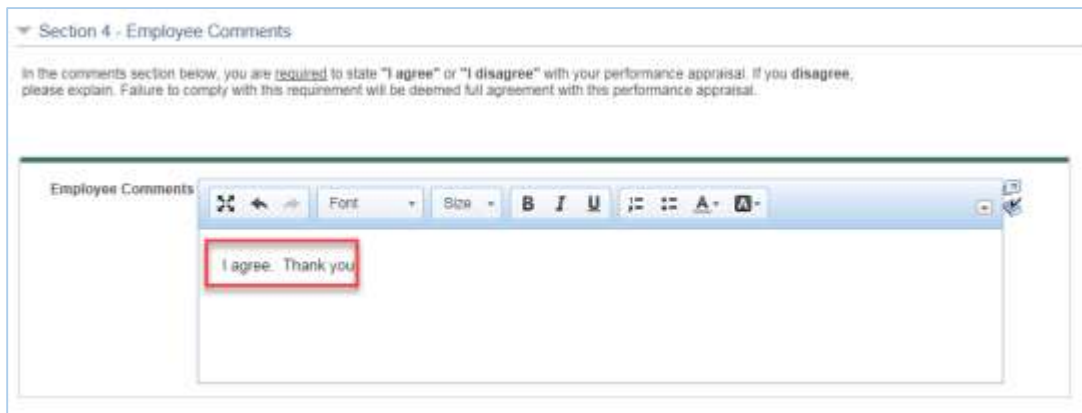 Section 4 - Employee Comments
In the comments section below, you are required to state "I agree" or "I disagree" with your performance appraisal. If you disagree,
please explain. Failure to comply with this requirement will be deemed full agreement with this performance appraisal.
Employee Comments
Font Size B I U A A
I agree. Thank you